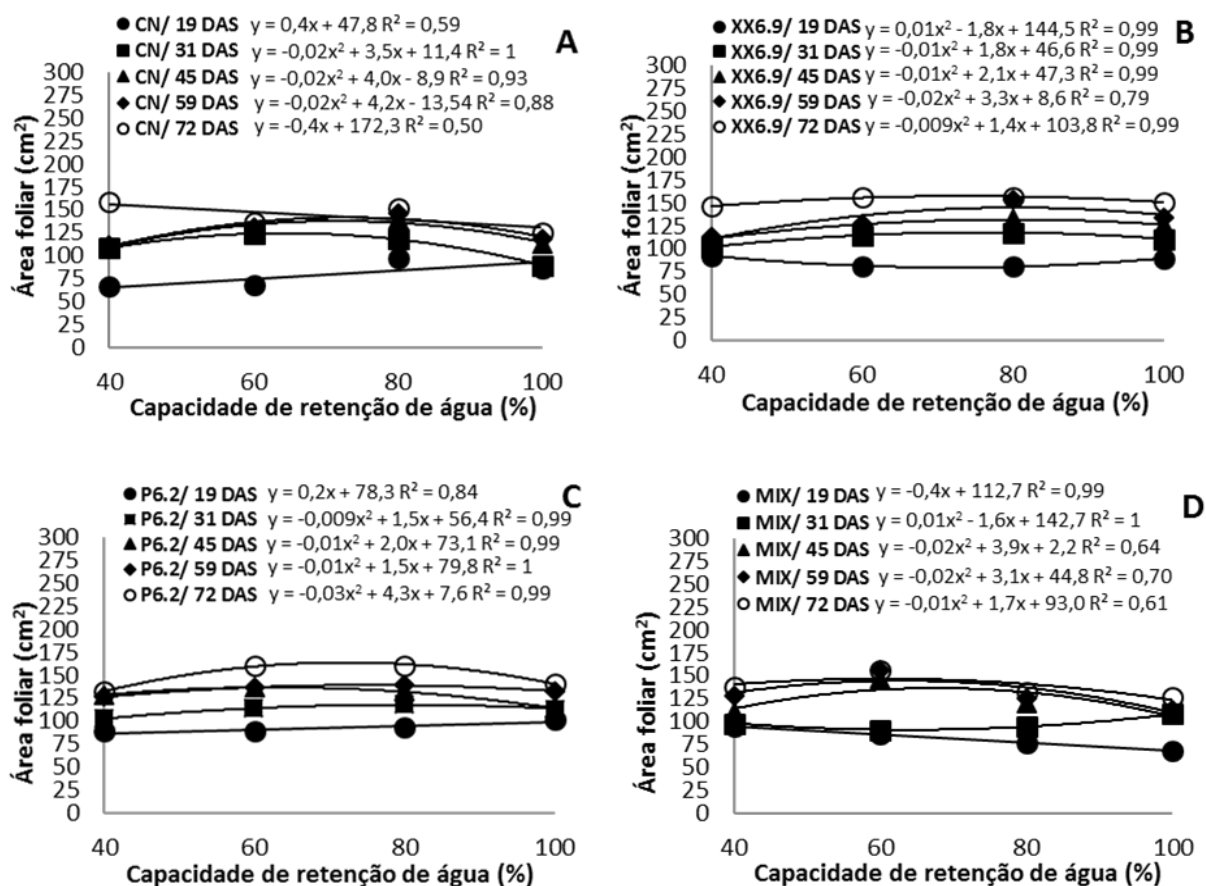 A
CN/ 19 DAS y = 0,4x + 47,8 R² = 0,59
CN/ 31 DAS y = -0,02x² + 3,5x + 11,4 R² = 1
CN/ 45 DAS y = -0,02x² + 4,0x - 8,9 R² = 0,93
CN/ 59 DAS y = -0,02x² + 4,2x - 13,54 R² = 0,88
CN/ 72 DAS y = -0,4x + 172,3 R² = 0,50
Área foliar (cm²)
300
275
250
225
200
175
150
125
100
75
50
25
0
40 60 80 100
Capacidade de retenção de água (%)
B
XX6.9/ 19 DAS y = 0,01x² - 1,8x + 144,5 R² = 0,99
XX6.9/ 31 DAS y = -0,01x² + 1,8x + 46,6 R² = 0,99
XX6.9/ 45 DAS y = -0,01x² + 2,1x + 47,3 R² = 0,99
XX6.9/ 59 DAS y = -0,02x² + 3,3x + 8,6 R² = 0,79
XX6.9/ 72 DAS y = -0,009x² + 1,4x + 103,8 R² = 0,99
Área foliar (cm²)
300
275
250
225
200
175
150
125
100
75
50
25
0
40 60 80 100
Capacidade de retenção de água (%)
C
P6.2/ 19 DAS y = 0,2x + 78,3 R² = 0,84
P6.2/ 31 DAS y = -0,009x² + 1,5x + 56,4 R² = 0,99
P6.2/ 45 DAS y = -0,01x² + 2,0x + 73,1 R² = 0,99
P6.2/ 59 DAS y = -0,01x² + 1,5x + 79,8 R² = 1
P6.2/ 72 DAS y = -0,03x² + 4,3x + 7,6 R² = 0,99
Área foliar (cm²)
300
275
250
225
200
175
150
125
100
75
50
25
0
40 60 80 100
Capacidade de retenção de água (%)
D
MIX/ 19 DAS y = -0,4x + 112,7 R² = 0,99
MIX/ 31 DAS y = 0,01x² - 1,6x + 142,7 R² = 1
MIX/ 45 DAS y = -0,02x² + 3,9x + 2,2 R² = 0,64
MIX/ 59 DAS y = -0,02x² + 3,1x + 44,8 R² = 0,70
MIX/ 72 DAS y = -0,01x² + 1,7x + 93,0 R² = 0,61
Área foliar (cm²)
300
275
250
225
200
175
150
125
100
75
50
25
0
40 60 80 100
Capacidade de retenção de água (%)